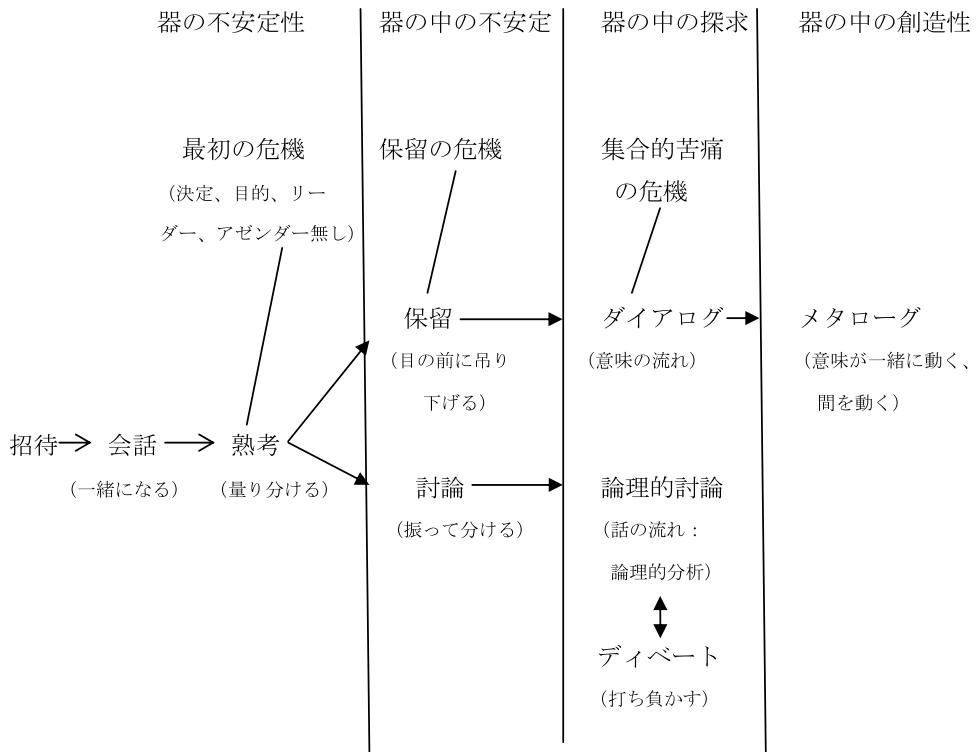 器の不安定性
器の中の不安定
器の中の探求
器の中の創造性
最初の危機
（決定、目的、リー
ダー、アゼンダー無し）
保留の危機
集合的苦痛
の危機
保留
（目の前に吊り
下げる）
ダイアログ
（意味の流れ）
メタローグ
（意味が一緒に動く、
間を動く）
招待
会話
（一緒になる）
熟考
（量り分ける）
討論
（振って分ける）
論理的討論
（話の流れ：
論理的分析）
ディベート
（打ち負かす）